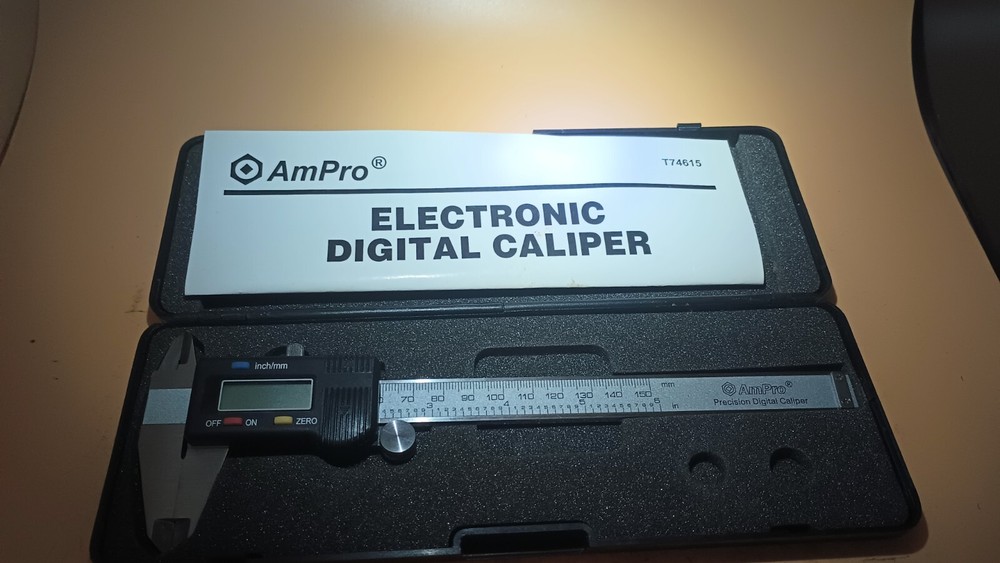 AmPro®
T74615
ELECTRONIC
DIGITAL CALIPER
inch/mm
OFF ON ZERO
70 80 90 100 110 120 130 140 150 mm
3 4 5 6 in
AmPro®
Precision Digital Caliper